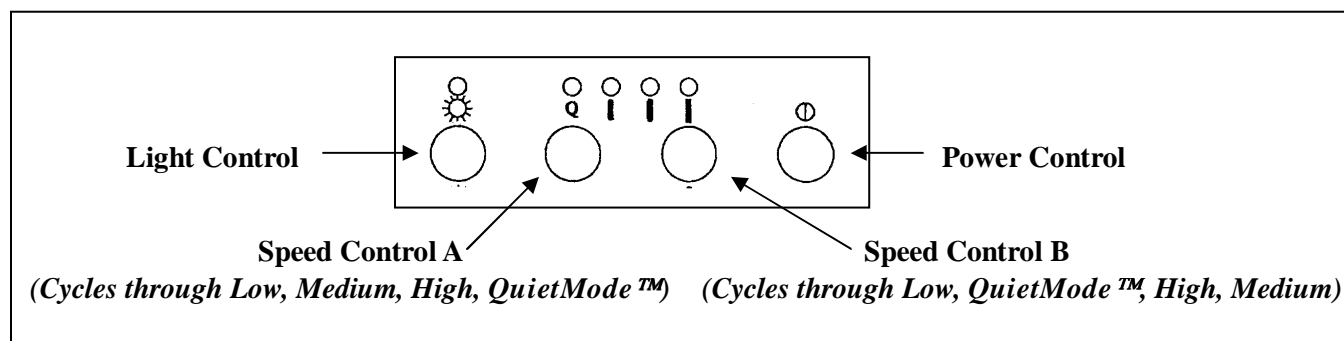 Q
Light Control
Power Control
Speed Control A
Speed Control B
(Cycles through Low, Medium, High, QuietMode™)
(Cycles through Low, QuietMode™, High, Medium)